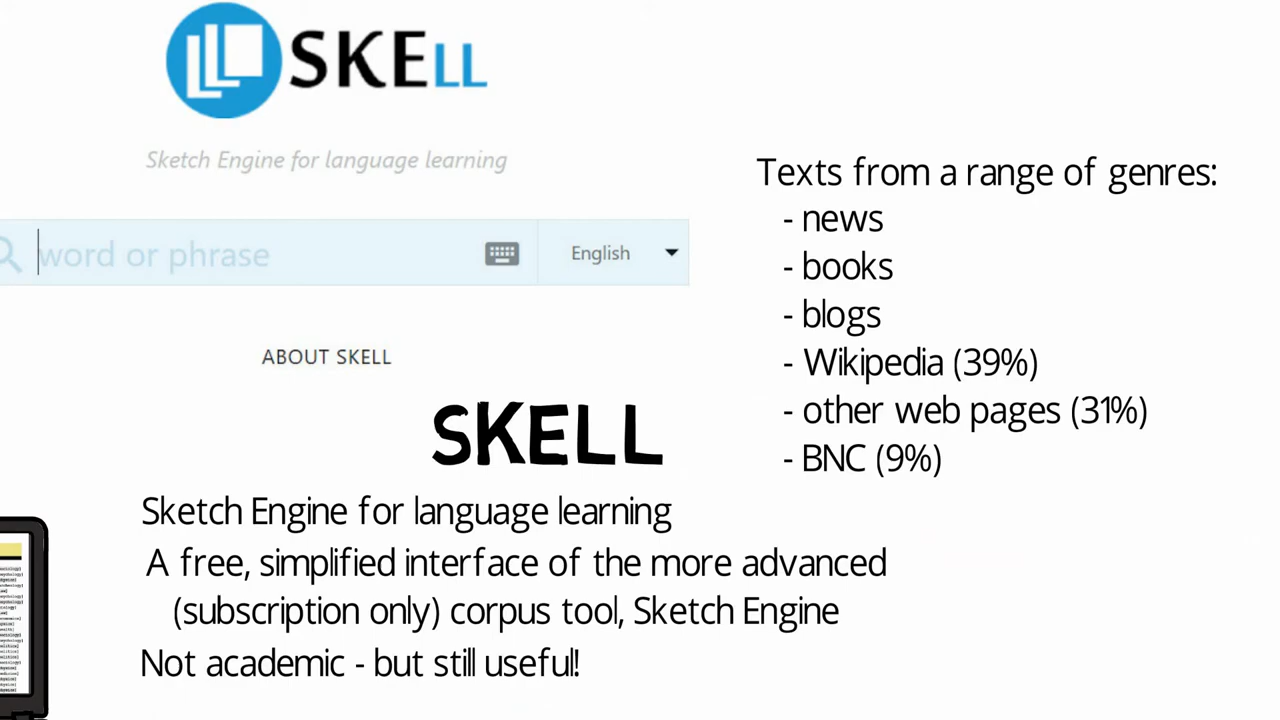 SKELL
Sketch Engine for language learning
word or phrase
English
ABOUT SKELL
SKELL
Sketch Engine for language learning
A free, simplified interface of the more advanced
(subscription only) corpus tool, Sketch Engine
Not academic - but still useful!
Texts from a range of genres:
- news
- books
- blogs
- Wikipedia (39%)
- other web pages (31%)
- BNC (9%)